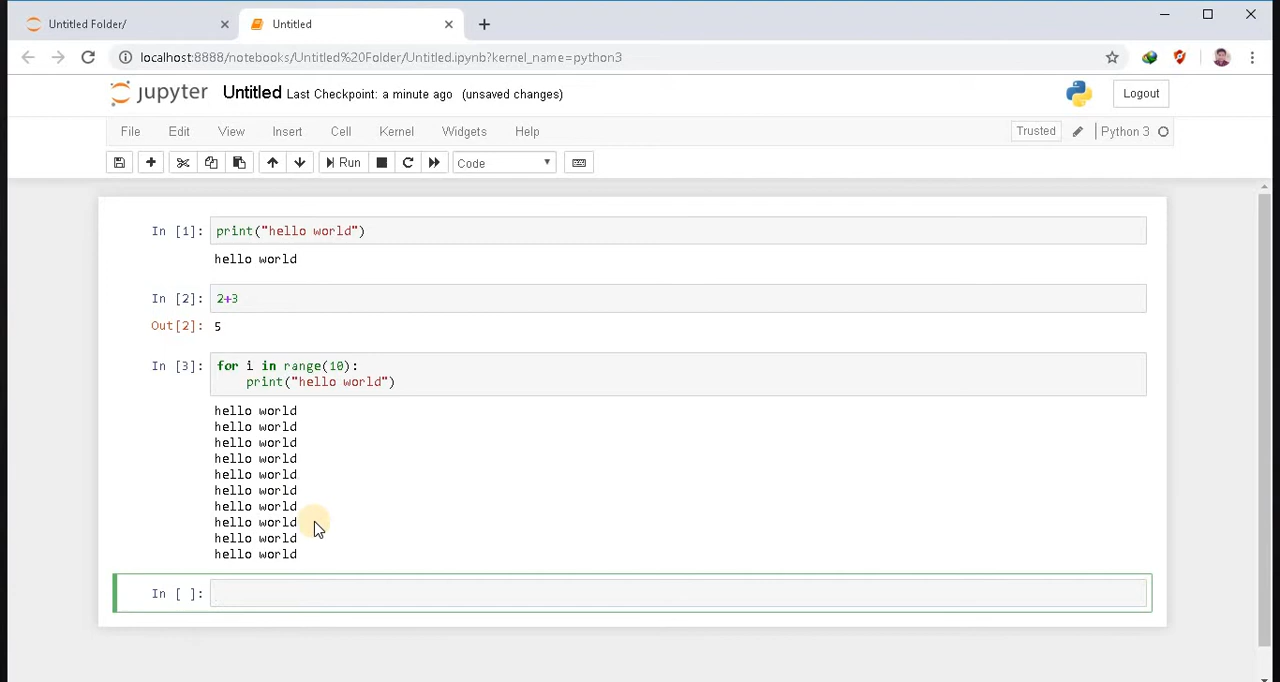 Untitled Folder/
Untitled
localhost:8888/notebooks/Untitled%20Folder/Untitled.ipynb?kernel_name=python3
jupyter Untitled Last Checkpoint: a minute ago (unsaved changes) Logout
File Edit View Insert Cell Kernel Widgets Help Trusted Python 3
Run Code
In [1]: print("hello world")
hello world
In [2]: 2+3
Out[2]: 5
In [3]: for i in range(10):
print("hello world")
hello world
hello world
hello world
hello world
hello world
hello world
hello world
hello world
hello world
hello world
In [ ]: